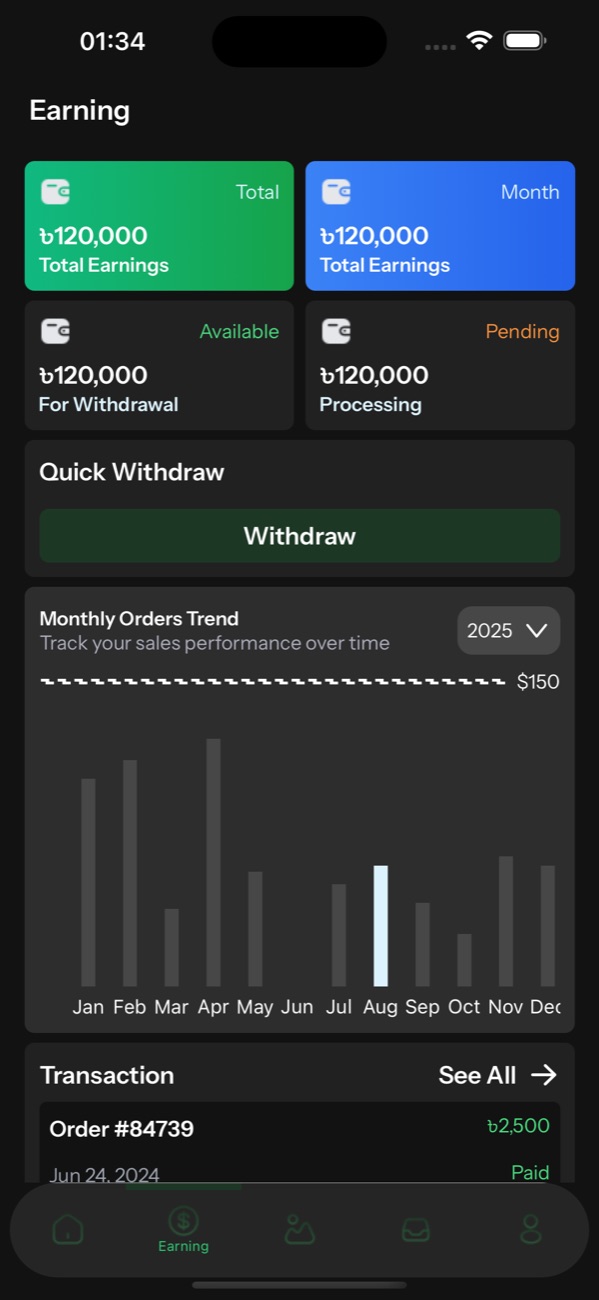 01:34
Earning
Total
৳120,000
Total Earnings
Month
৳120,000
Total Earnings
Available
৳120,000
For Withdrawal
Pending
৳120,000
Processing
Quick Withdraw
Withdraw
Monthly Orders Trend
Track your sales performance over time
2025
$150
Jan Feb Mar Apr May Jun Jul Aug Sep Oct Nov Dec
Transaction
See All
Order #84739
৳2,500
Jun 24, 2024
Paid
Earning